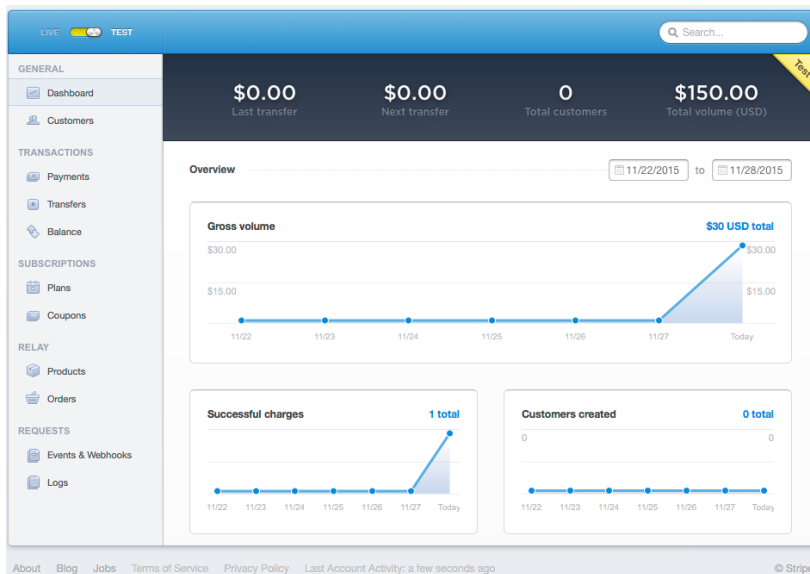 LIVE TEST
Search...
GENERAL
Dashboard
Customers
TRANSACTIONS
Payments
Transfers
Balance
SUBSCRIPTIONS
Plans
Coupons
RELAY
Products
Orders
REQUESTS
Events & Webhooks
Logs
$0.00 $0.00 0 $150.00
Last transfer Next transfer Total customers Total volume (USD)
Test
Overview 11/22/2015 to 11/28/2015
Gross volume $30 USD total
$30.00 $30.00
$15.00 $15.00
11/22 11/23 11/24 11/25 11/26 11/27 Today
Successful charges 1 total
11/22 11/23 11/24 11/25 11/26 11/27 Today
Customers created 0 total
0 0
11/22 11/23 11/24 11/25 11/26 11/27 Today
About Blog Jobs Terms of Service Privacy Policy Last Account Activity: a few seconds ago